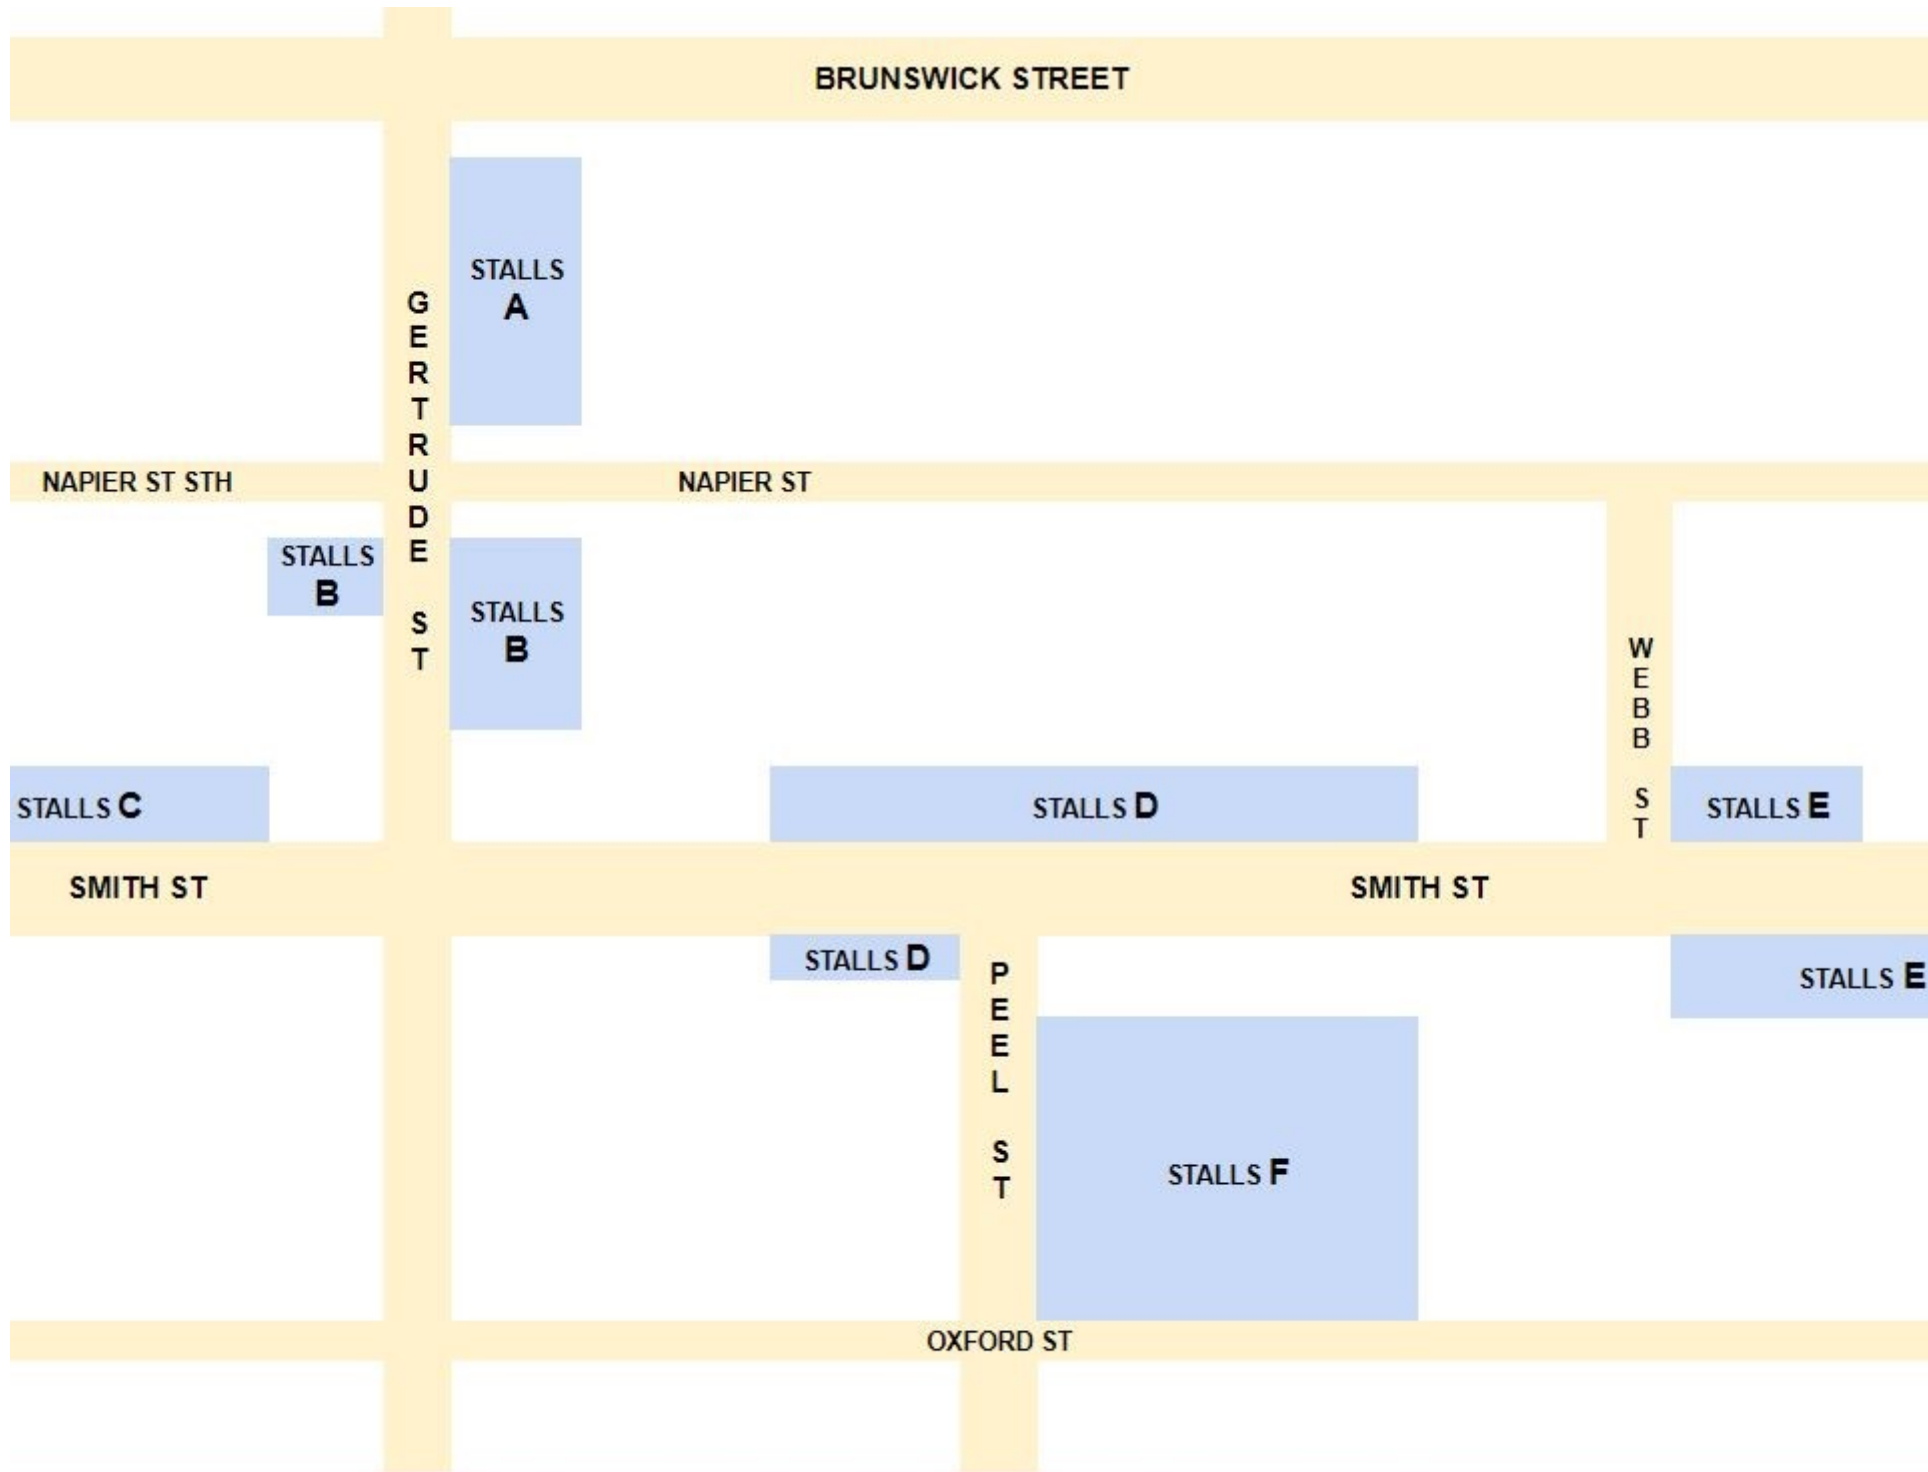 BRUNSWICK STREET
STALLS
A
GERTRUDE ST
NAPIER ST STH
NAPIER ST
STALLS
B
STALLS
B
WEBB ST
STALLS C
STALLS D
STALLS E
SMITH ST
SMITH ST
STALLS D
PEEL ST
STALLS E
STALLS F
OXFORD ST